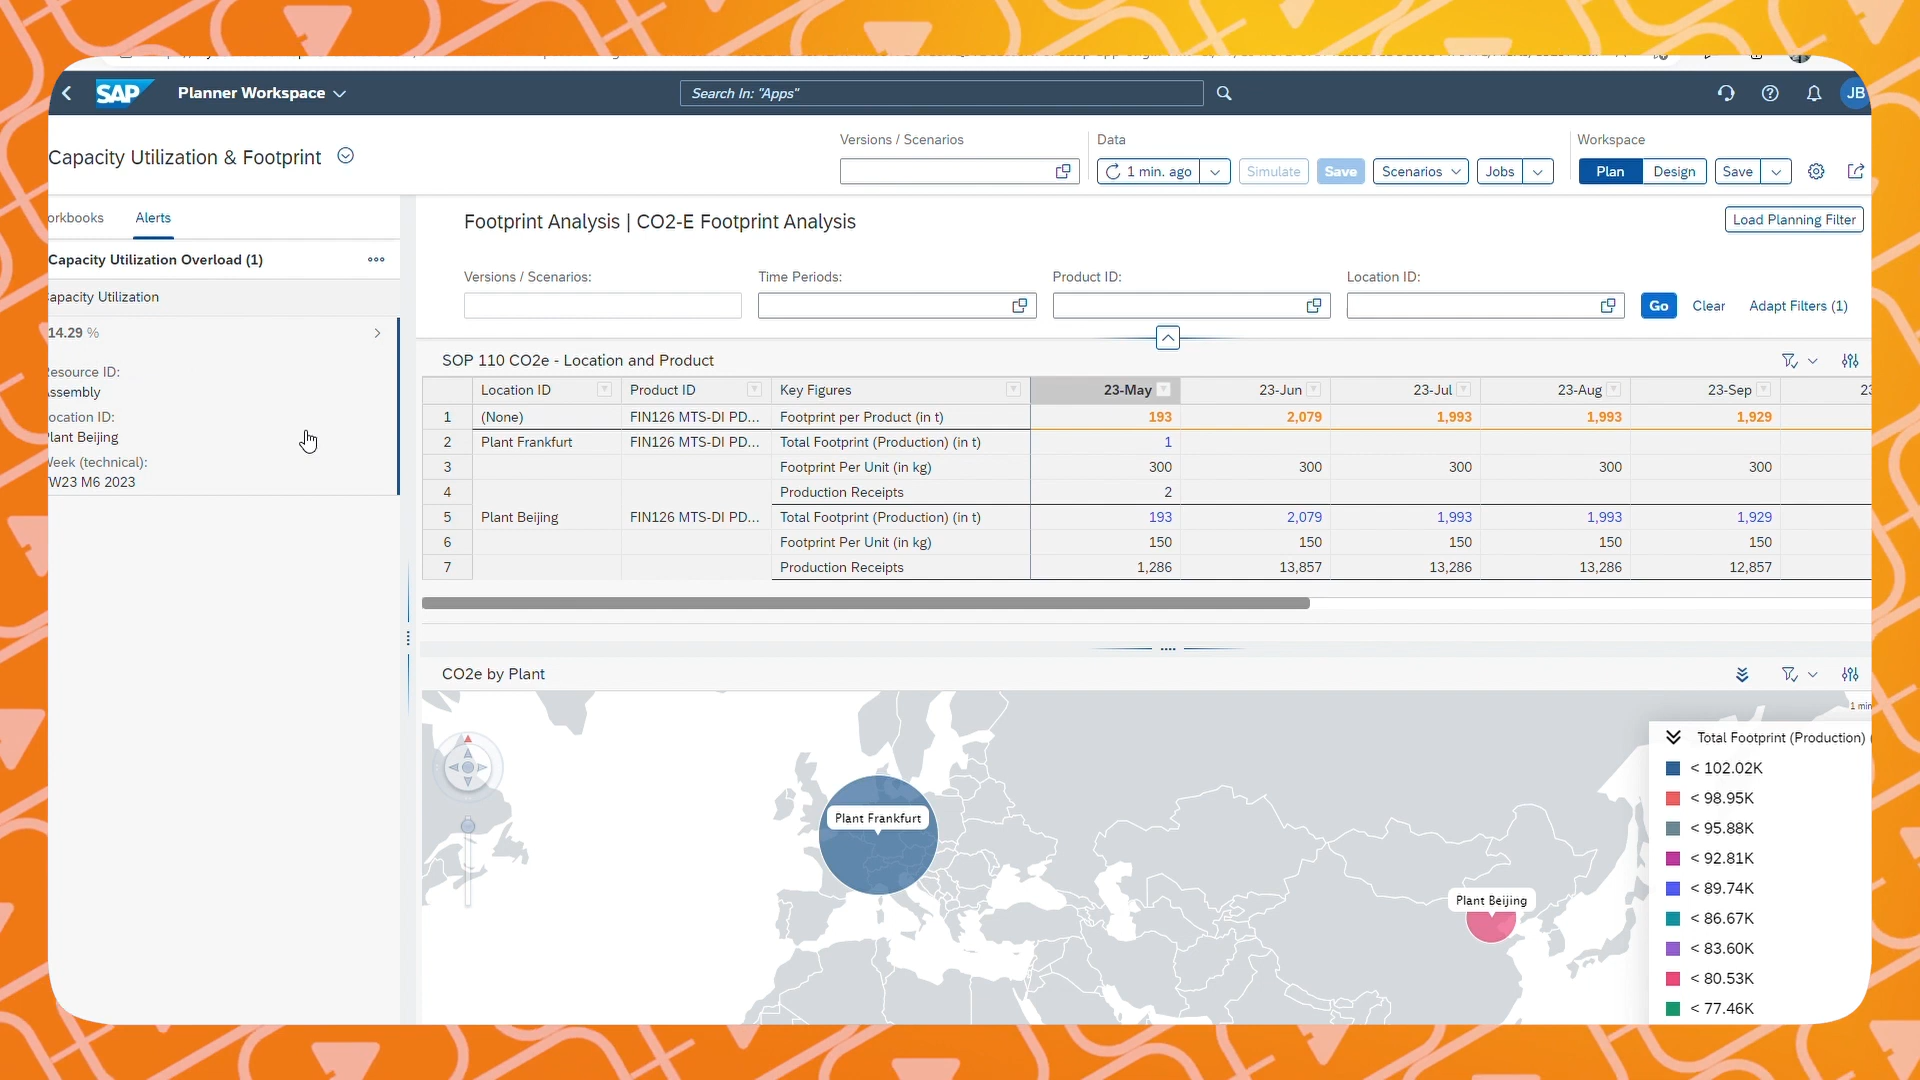 SAP Planner Workspace Search In: "Apps" JB
Capacity Utilization & Footprint
Versions / Scenarios Data Workspace
1 min. ago Simulate Save Scenarios Jobs Plan Design Save
orkbooks Alerts
Capacity Utilization Overload (1)
apacity Utilization
14.29 %
esource ID:
ssembly
ocation ID:
lant Beijing
Week (technical):
W23 M6 2023
Footprint Analysis | CO2-E Footprint Analysis
Load Planning Filter
Versions / Scenarios: Time Periods: Product ID: Location ID:
Go Clear Adapt Filters (1)
SOP 110 CO2e - Location and Product
Location ID Product ID Key Figures 23-May 23-Jun 23-Jul 23-Aug 23-Sep 23
1 (None) FIN126 MTS-DI PD... Footprint per Product (in t) 193 2,079 1,993 1,993 1,929
2 Plant Frankfurt FIN126 MTS-DI PD... Total Footprint (Production) (in t) 1
3 Footprint Per Unit (in kg) 300 300 300 300 300
4 Production Receipts 2
5 Plant Beijing FIN126 MTS-DI PD... Total Footprint (Production) (in t) 193 2,079 1,993 1,993 1,929
6 Footprint Per Unit (in kg) 150 150 150 150 150
7 Production Receipts 1,286 13,857 13,286 13,286 12,857
CO2e by Plant
1 min
Plant Frankfurt
Plant Beijing
Total Footprint (Production) (
< 102.02K
< 98.95K
< 95.88K
< 92.81K
< 89.74K
< 86.67K
< 83.60K
< 80.53K
< 77.46K